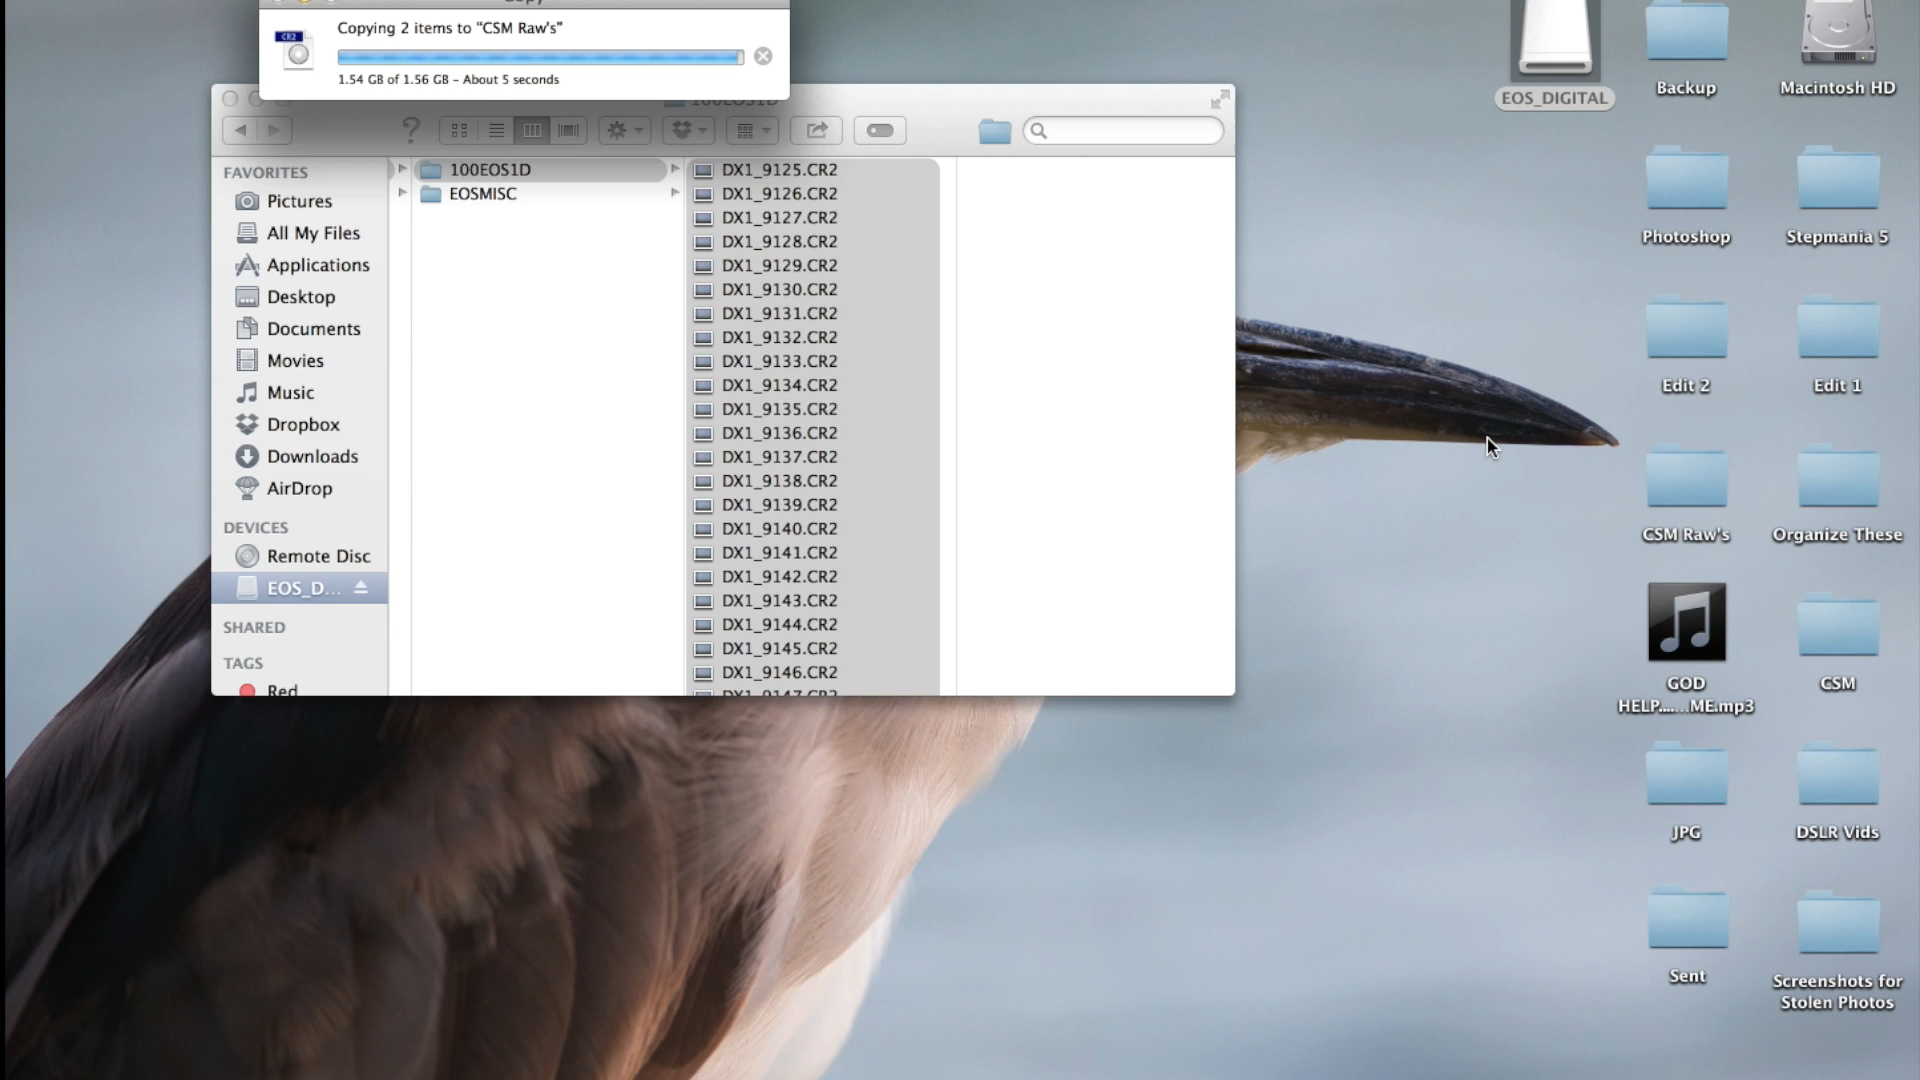 Copy
Copying 2 items to “CSM Raw's”
CR2
1.54 GB of 1.56 GB – About 5 seconds
100EOS1D
FAVORITES
Pictures
All My Files
Applications
Desktop
Documents
Movies
Music
Dropbox
Downloads
AirDrop
DEVICES
Remote Disc
EOS_D...
SHARED
TAGS
Red
100EOS1D
EOSMISC
DX1_9125.CR2
DX1_9126.CR2
DX1_9127.CR2
DX1_9128.CR2
DX1_9129.CR2
DX1_9130.CR2
DX1_9131.CR2
DX1_9132.CR2
DX1_9133.CR2
DX1_9134.CR2
DX1_9135.CR2
DX1_9136.CR2
DX1_9137.CR2
DX1_9138.CR2
DX1_9139.CR2
DX1_9140.CR2
DX1_9141.CR2
DX1_9142.CR2
DX1_9143.CR2
DX1_9144.CR2
DX1_9145.CR2
DX1_9146.CR2
DX1_9147.CR2
EOS_DIGITAL
Backup
Macintosh HD
Photoshop
Stepmania 5
Edit 2
Edit 1
CSM Raw's
Organize These
GOD
HELP......ME.mp3
CSM
JPG
DSLR Vids
Sent
Screenshots for
Stolen Photos